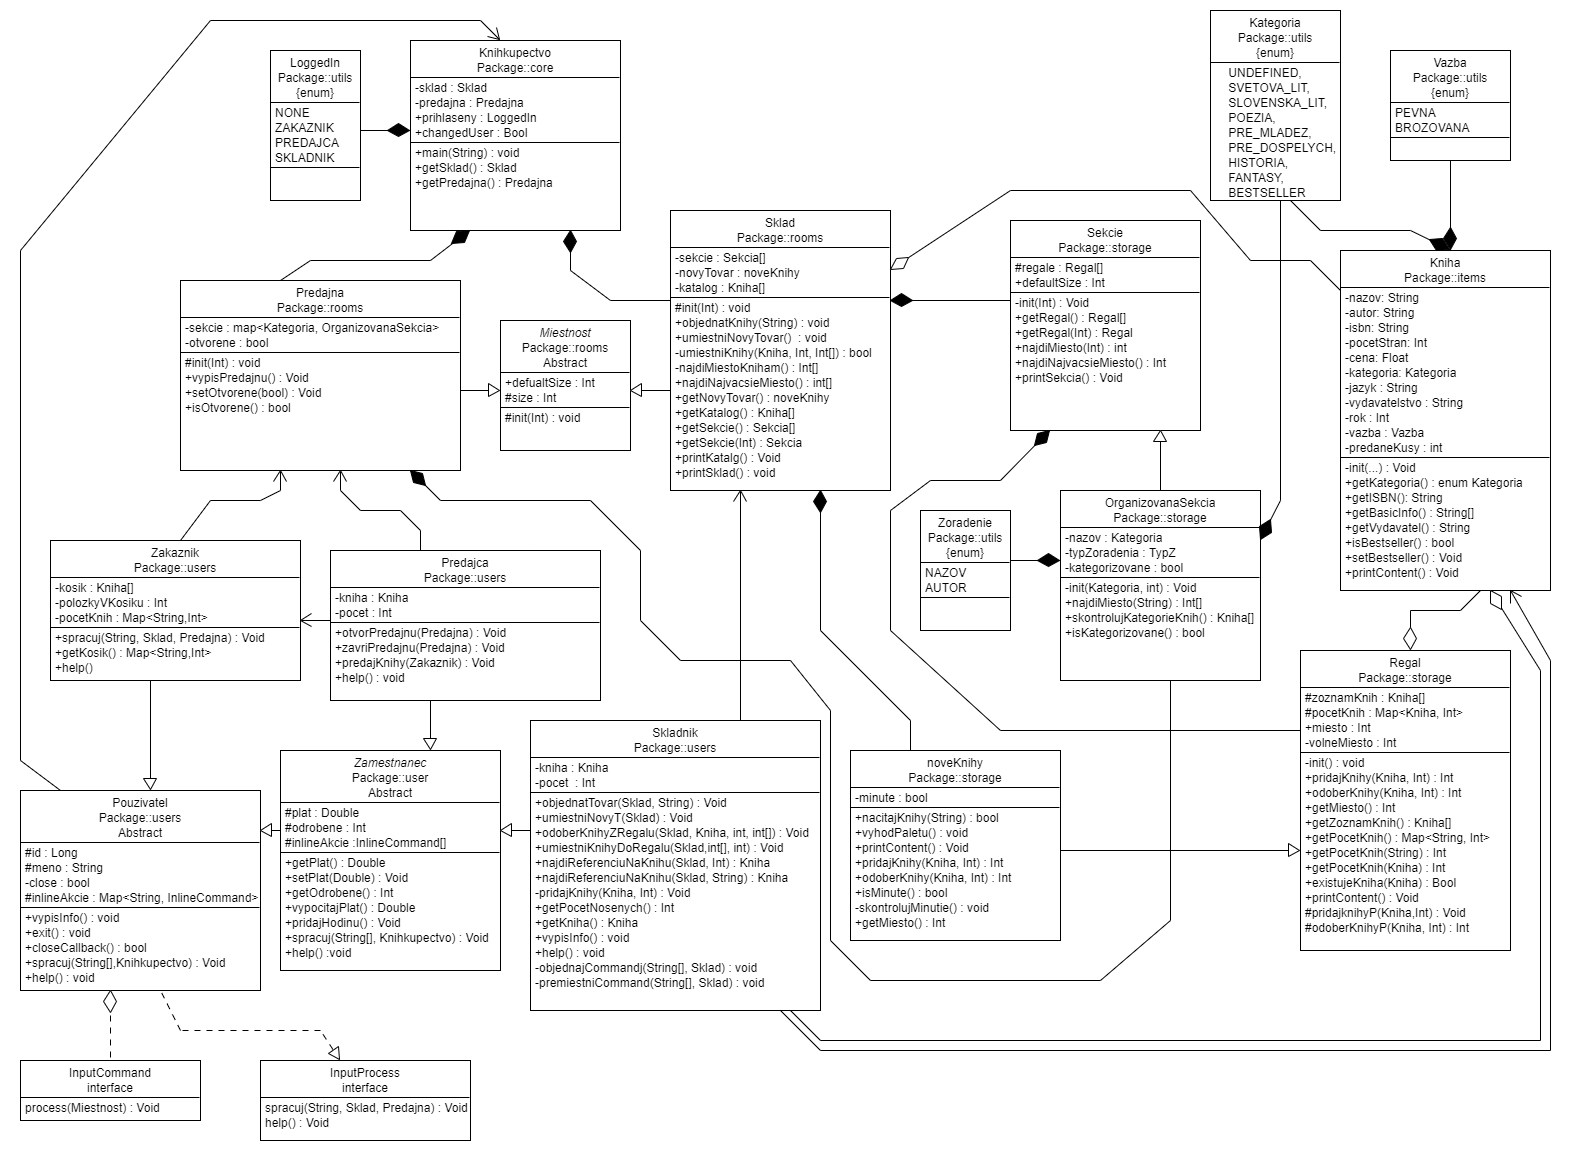 Knihkupectvo
Package::core
-sklad : Sklad
-predajna : Predajna
+prihlaseny : LoggedIn
+changedUser : Bool
+main(String) : void
+getSklad() : Sklad
+getPredajna() : Predajna
LoggedIn
Package::utils
{enum}
NONE
ZAKAZNIK
PREDAJCA
SKLADNIK
Kategoria
Package::utils
{enum}
UNDEFINED,
SVETOVA_LIT,
SLOVENSKA_LIT,
POEZIA,
PRE_MLADEZ,
PRE_DOSPELYCH,
HISTORIA,
FANTASY,
BESTSELLER
Vazba
Package::utils
{enum}
PEVNA
BROZOVANA
Predajna
Package::rooms
-sekcie : map<Kategoria, OrganizovanaSekcia>
-otvorene : bool
#init(Int) : void
+vypisPredajnu() : Void
+setOtvorene(bool) : Void
+isOtvorene() : bool
Miestnost
Package::rooms
Abstract
+defualtSize : Int
#size : Int
#init(Int) : void
Sklad
Package::rooms
-sekcie : Sekcia[]
-novyTovar : noveKnihy
-katalog : Kniha[]
#init(Int) : void
+objednatKnihy(String) : void
+umiestniNovyTovar()  : void
-umiestniKnihy(Kniha, Int, Int[]) : bool
-najdiMiestoKniham() : Int[]
+najdiNajvacsieMiesto() : int[]
+getNovyTovar() : noveKnihy
+getKatalog() : Kniha[]
+getSekcie() : Sekcia[]
+getSekcie(Int) : Sekcia
+printKatalg() : Void
+printSklad() : void
Sekcie
Package::storage
#regale : Regal[]
+defaultSize : Int
-init(Int) : Void
+getRegal() : Regal[]
+getRegal(Int) : Regal
+najdiMiesto(Int) : int
+najdiNajvacsieMiesto() : Int
+printSekcia() : Void
Kniha
Package::items
-nazov: String
-autor: String
-isbn: String
-pocetStran: Int
-cena: Float
-kategoria: Kategoria
-jazyk : String
-vydavatelstvo : String
-rok : Int
-vazba : Vazba
-predaneKusy : int
-init(...) : Void
+getKategoria() : enum Kategoria
+getISBN(): String
+getBasicInfo() : String[]
+getVydavatel() : String
+isBestseller() : bool
+setBestseller() : Void
+printContent() : Void
Zoradenie
Package::utils
{enum}
NAZOV
AUTOR
OrganizovanaSekcia
Package::storage
-nazov : Kategoria
-typZoradenia : TypZ
-kategorizovane : bool
-init(Kategoria, int) : Void
+najdiMiesto(String) : Int[]
+skontrolujKategorieKnih() : Kniha[]
+isKategorizovane() : bool
Zakaznik
Package::users
-kosik : Kniha[]
-polozkyVKosiku : Int
-pocetKnih : Map<String,Int>
+spracuj(String, Sklad, Predajna) : Void
+getKosik() : Map<String,Int>
+help()
Predajca
Package::users
-kniha : Kniha
-pocet : Int
+otvorPredajnu(Predajna) : Void
+zavriPredajnu(Predajna) : Void
+predajKnihy(Zakaznik) : Void
+help() : void
Regal
Package::storage
#zoznamKnih : Kniha[]
#pocetKnih : Map<Kniha, Int>
+miesto : Int
-volneMiesto : Int
-init() : void
+pridajKnihy(Kniha, Int) : Int
+odoberKnihy(Kniha, Int) : Int
+getMiesto() : Int
+getZoznamKnih() : Kniha[]
+getPocetKnih() : Map<String, Int>
+getPocetKnih(String) : Int
+getPocetKnih(Kniha) : Int
+existujeKniha(Kniha) : Bool
+printContent() : Void
#pridajknihyP(Kniha,Int) : Void
#odoberKnihyP(Kniha, Int) : Int
Skladnik
Package::users
-kniha : Kniha
-pocet  : Int
+objednatTovar(Sklad, String) : Void
+umiestniNovyT(Sklad) : Void
+odoberKnihyZRegalu(Sklad, Kniha, int, int[]) : Void
+umiestniKnihyDoRegalu(Sklad,int[], int) : Void
+najdiReferenciuNaKnihu(Sklad, Int) : Kniha
+najdiReferenciuNaKnihu(Sklad, String) : Kniha
-pridajKnihy(Kniha, Int) : Void
+getPocetNosenych() : Int
+getKniha() : Kniha
+vypisInfo() : void
+help() : void
-objednajCommandj(String[], Sklad) : void
-premiestniCommand(String[], Sklad) : void
noveKnihy
Package::storage
-minute : bool
+nacitajKnihy(String) : bool
+vyhodPaletu() : void
+printContent() : Void
+pridajKnihy(Kniha, Int) : Int
+odoberKnihy(Kniha, Int) : Int
+isMinute() : bool
-skontrolujMinutie() : void
+getMiesto() : Int
Zamestnanec
Package::user
Abstract
#plat : Double
#odrobene : Int
#inlineAkcie :InlineCommand[]
+getPlat() : Double
+setPlat(Double) : Void
+getOdrobene() : Int
+vypocitajPlat() : Double
+pridajHodinu() : Void
+spracuj(String[], Knihkupectvo) : Void
+help() :void
Pouzivatel
Package::users
Abstract
#id : Long
#meno : String
-close : bool
#inlineAkcie : Map<String, InlineCommand>
+vypisInfo() : void
+exit() : void
+closeCallback() : bool
+spracuj(String[],Knihkupectvo) : Void
+help() : void
InputCommand
interface
process(Miestnost) : Void
InputProcess
interface
spracuj(String, Sklad, Predajna) : Void
help() : Void